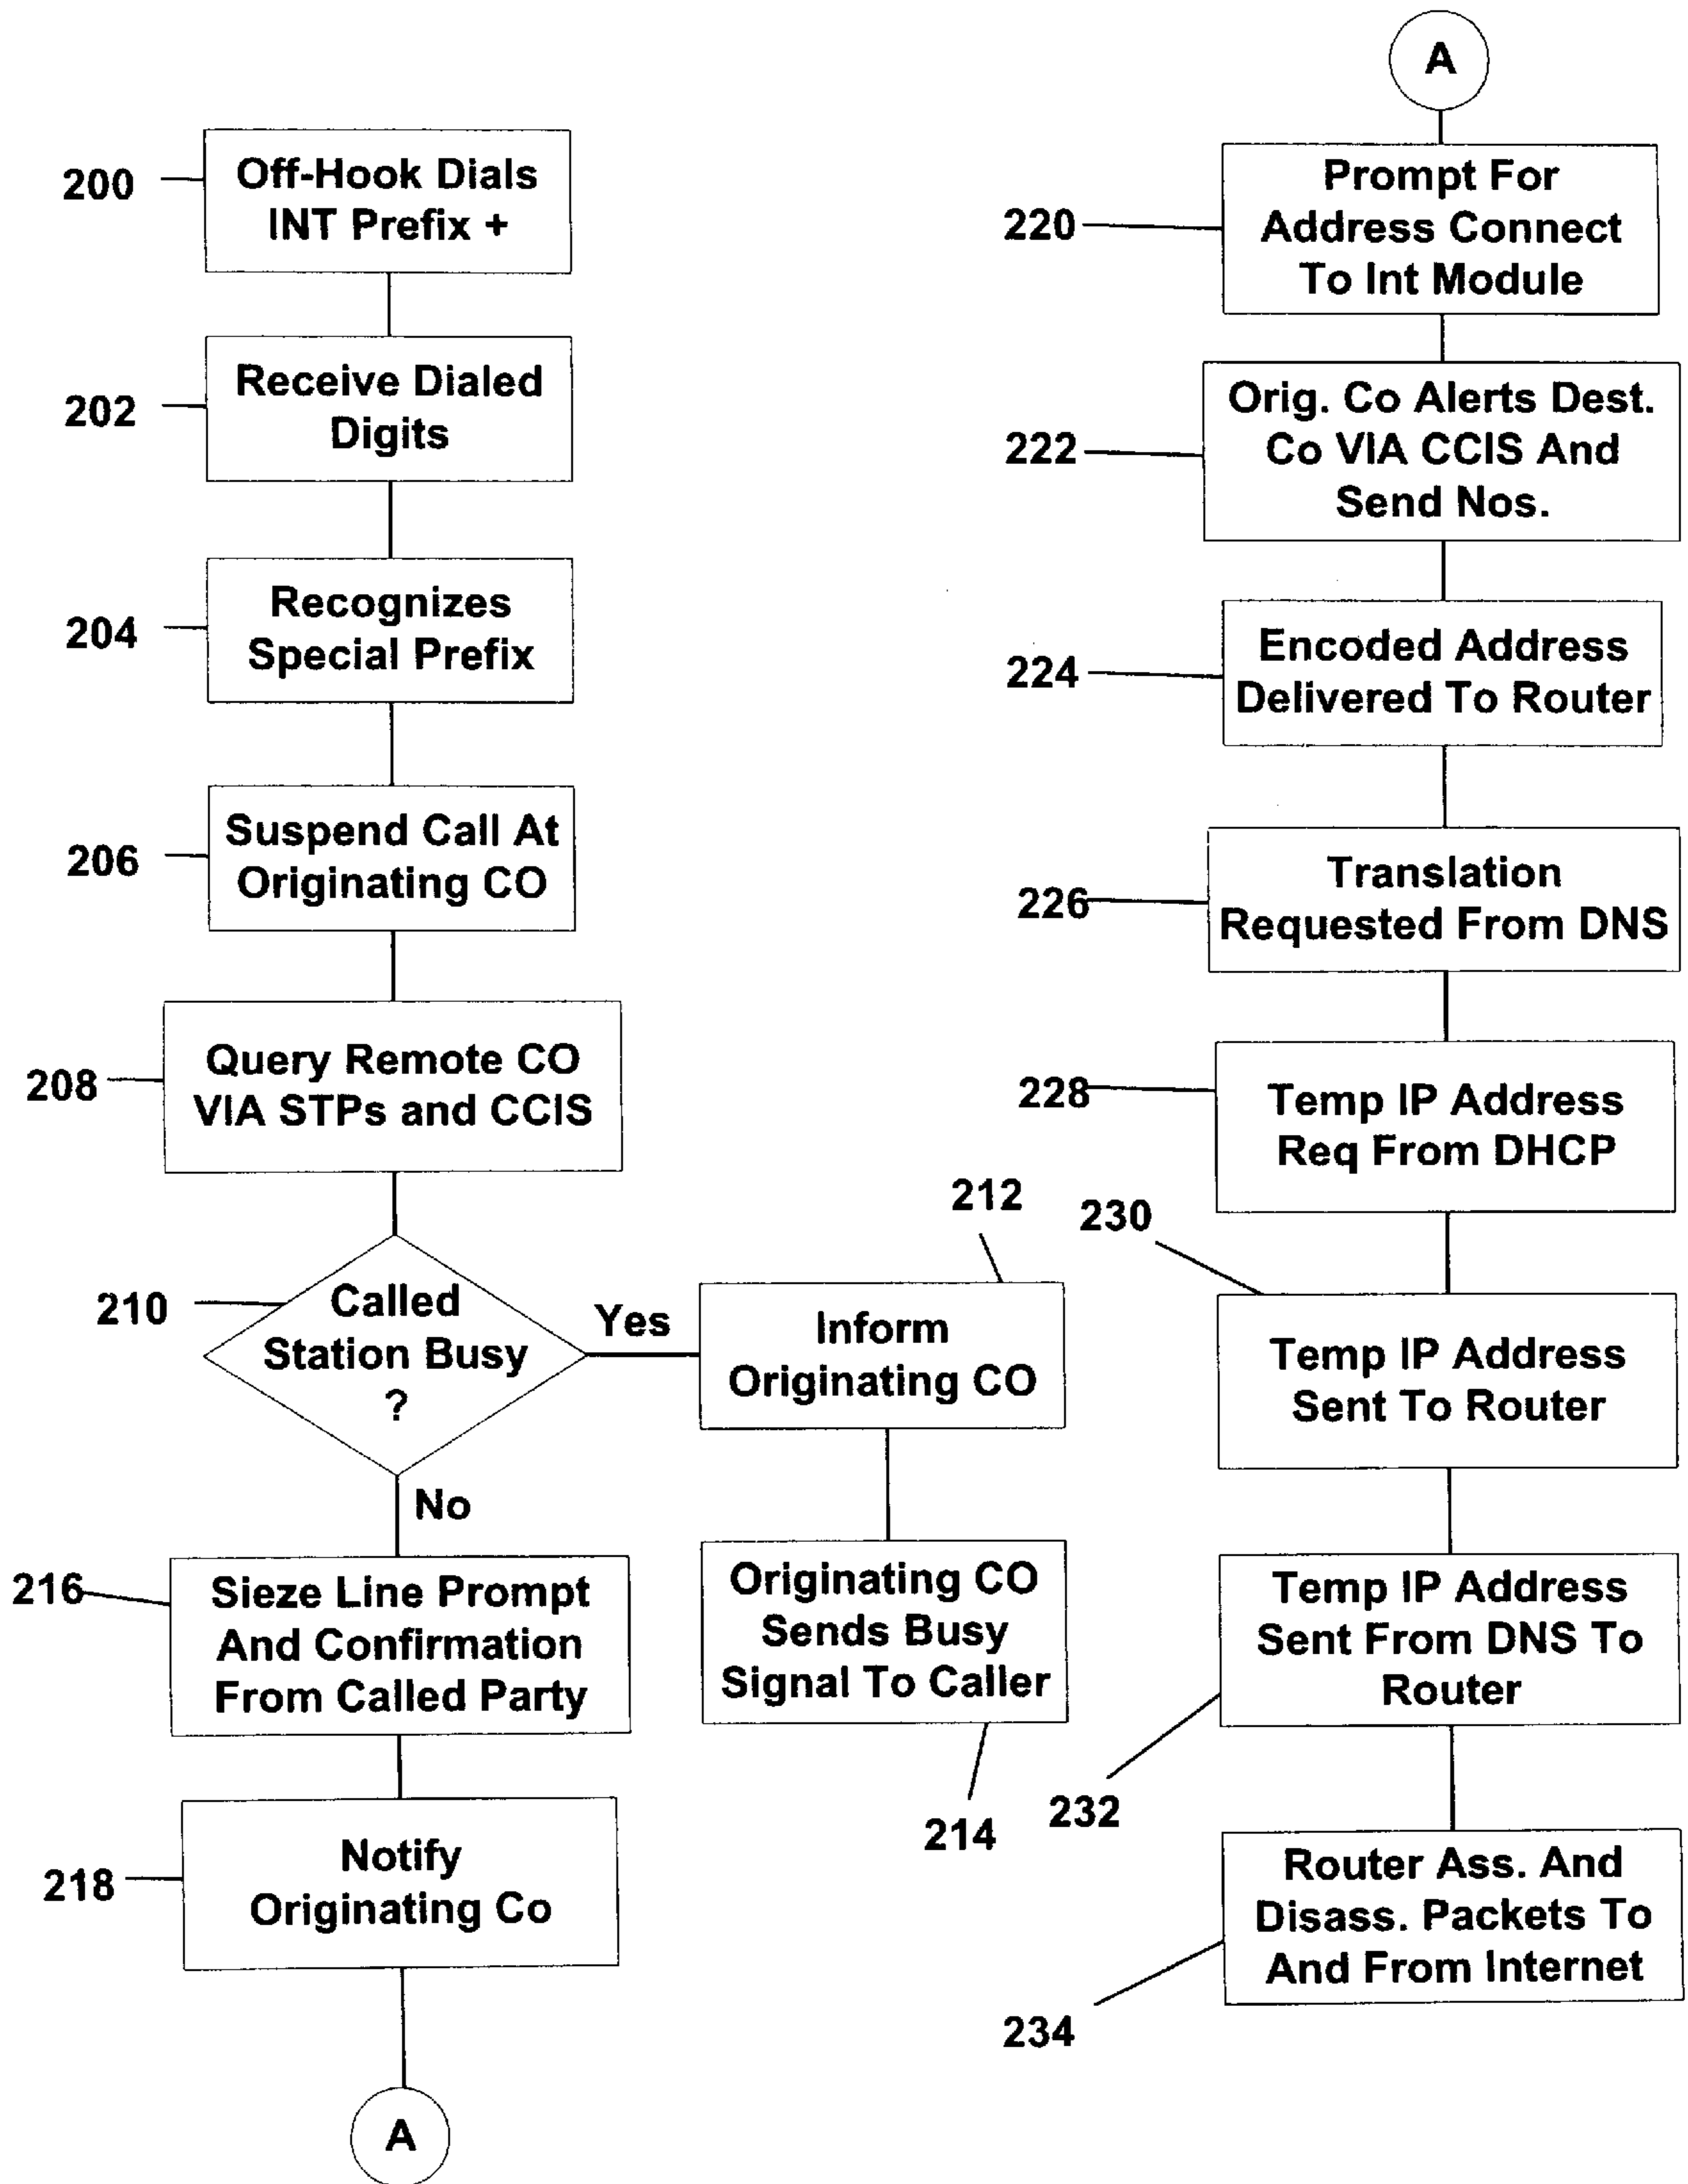 200
Off-Hook Dials
INT Prefix +
202
Receive Dialed
Digits
204
Recognizes
Special Prefix
206
Suspend Call At
Originating CO
208
Query Remote CO
VIA STPs and CCIS
210
Called
Station Busy
?
Yes
212
Inform
Originating CO
Originating CO
Sends Busy
Signal To Caller
214
No
216
Sieze Line Prompt
And Confirmation
From Called Party
218
Notify
Originating Co
A
A
220
Prompt For
Address Connect
To Int Module
222
Orig. Co Alerts Dest.
Co VIA CCIS And
Send Nos.
224
Encoded Address
Delivered To Router
226
Translation
Requested From DNS
228
Temp IP Address
Req From DHCP
230
Temp IP Address
Sent To Router
Temp IP Address
Sent From DNS To
Router
232
Router Ass. And
Disass. Packets To
And From Internet
234